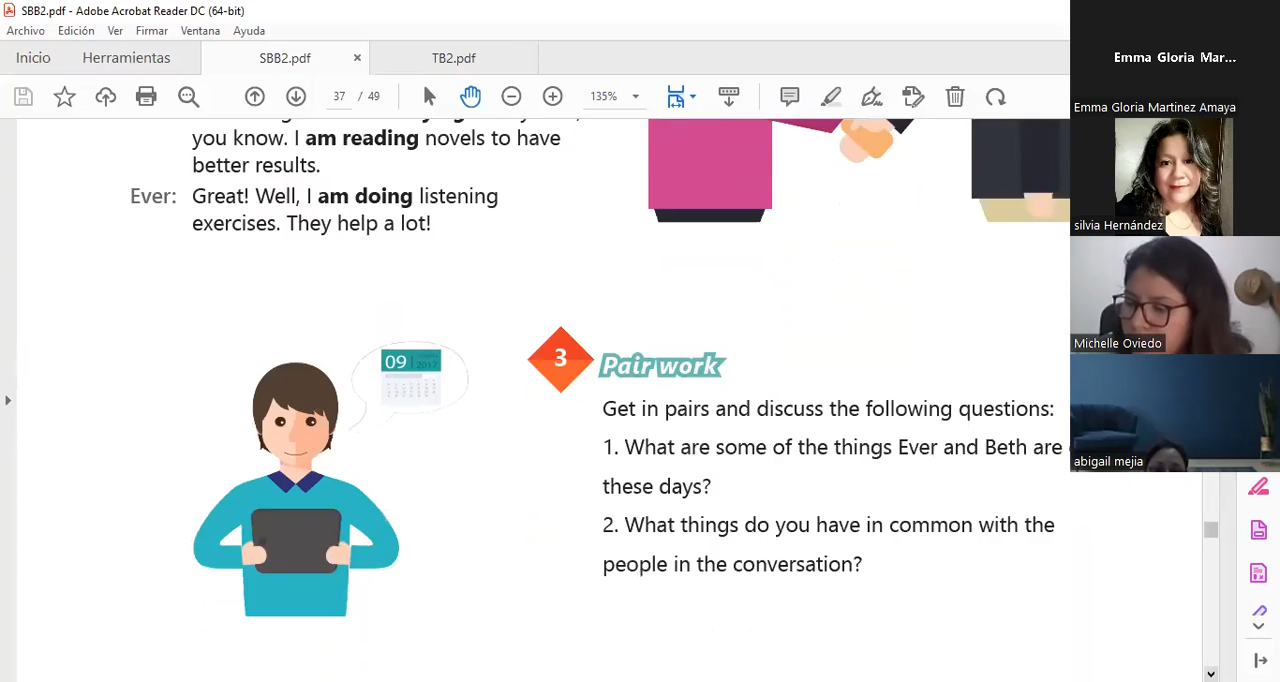 SBB2.pdf - Adobe Acrobat Reader DC (64-bit)
Archivo Edición Ver Firmar Ventana Ayuda
Inicio Herramientas SBB2.pdf × TB2.pdf
37 / 49 135%
you know. I am reading novels to have
better results.
Ever: Great! Well, I am doing listening
exercises. They help a lot!
09
2017
3 Pair work
Get in pairs and discuss the following questions:
1. What are some of the things Ever and Beth are
these days?
2. What things do you have in common with the
people in the conversation?
Emma Gloria Mar...
Emma Gloria Martínez Amaya
silvia Hernández
Michelle Oviedo
abigail mejia